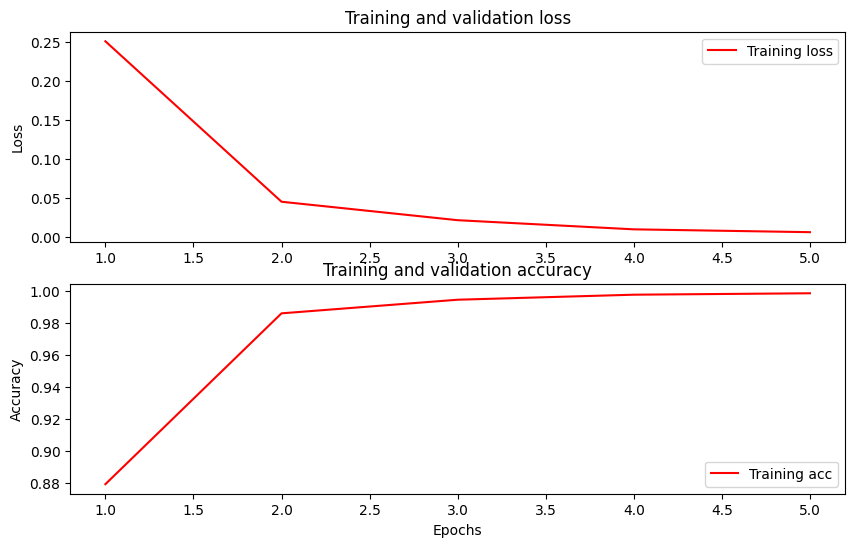 Training and validation loss
0.25
0.20
0.15
0.10
0.05
0.00
Loss
Training loss
1.0 1.5 2.0 2.5 3.0 3.5 4.0 4.5 5.0
Training and validation accuracy
1.00
0.98
0.96
0.94
0.92
0.90
0.88
Accuracy
Training acc
1.0 1.5 2.0 2.5 3.0 3.5 4.0 4.5 5.0
Epochs